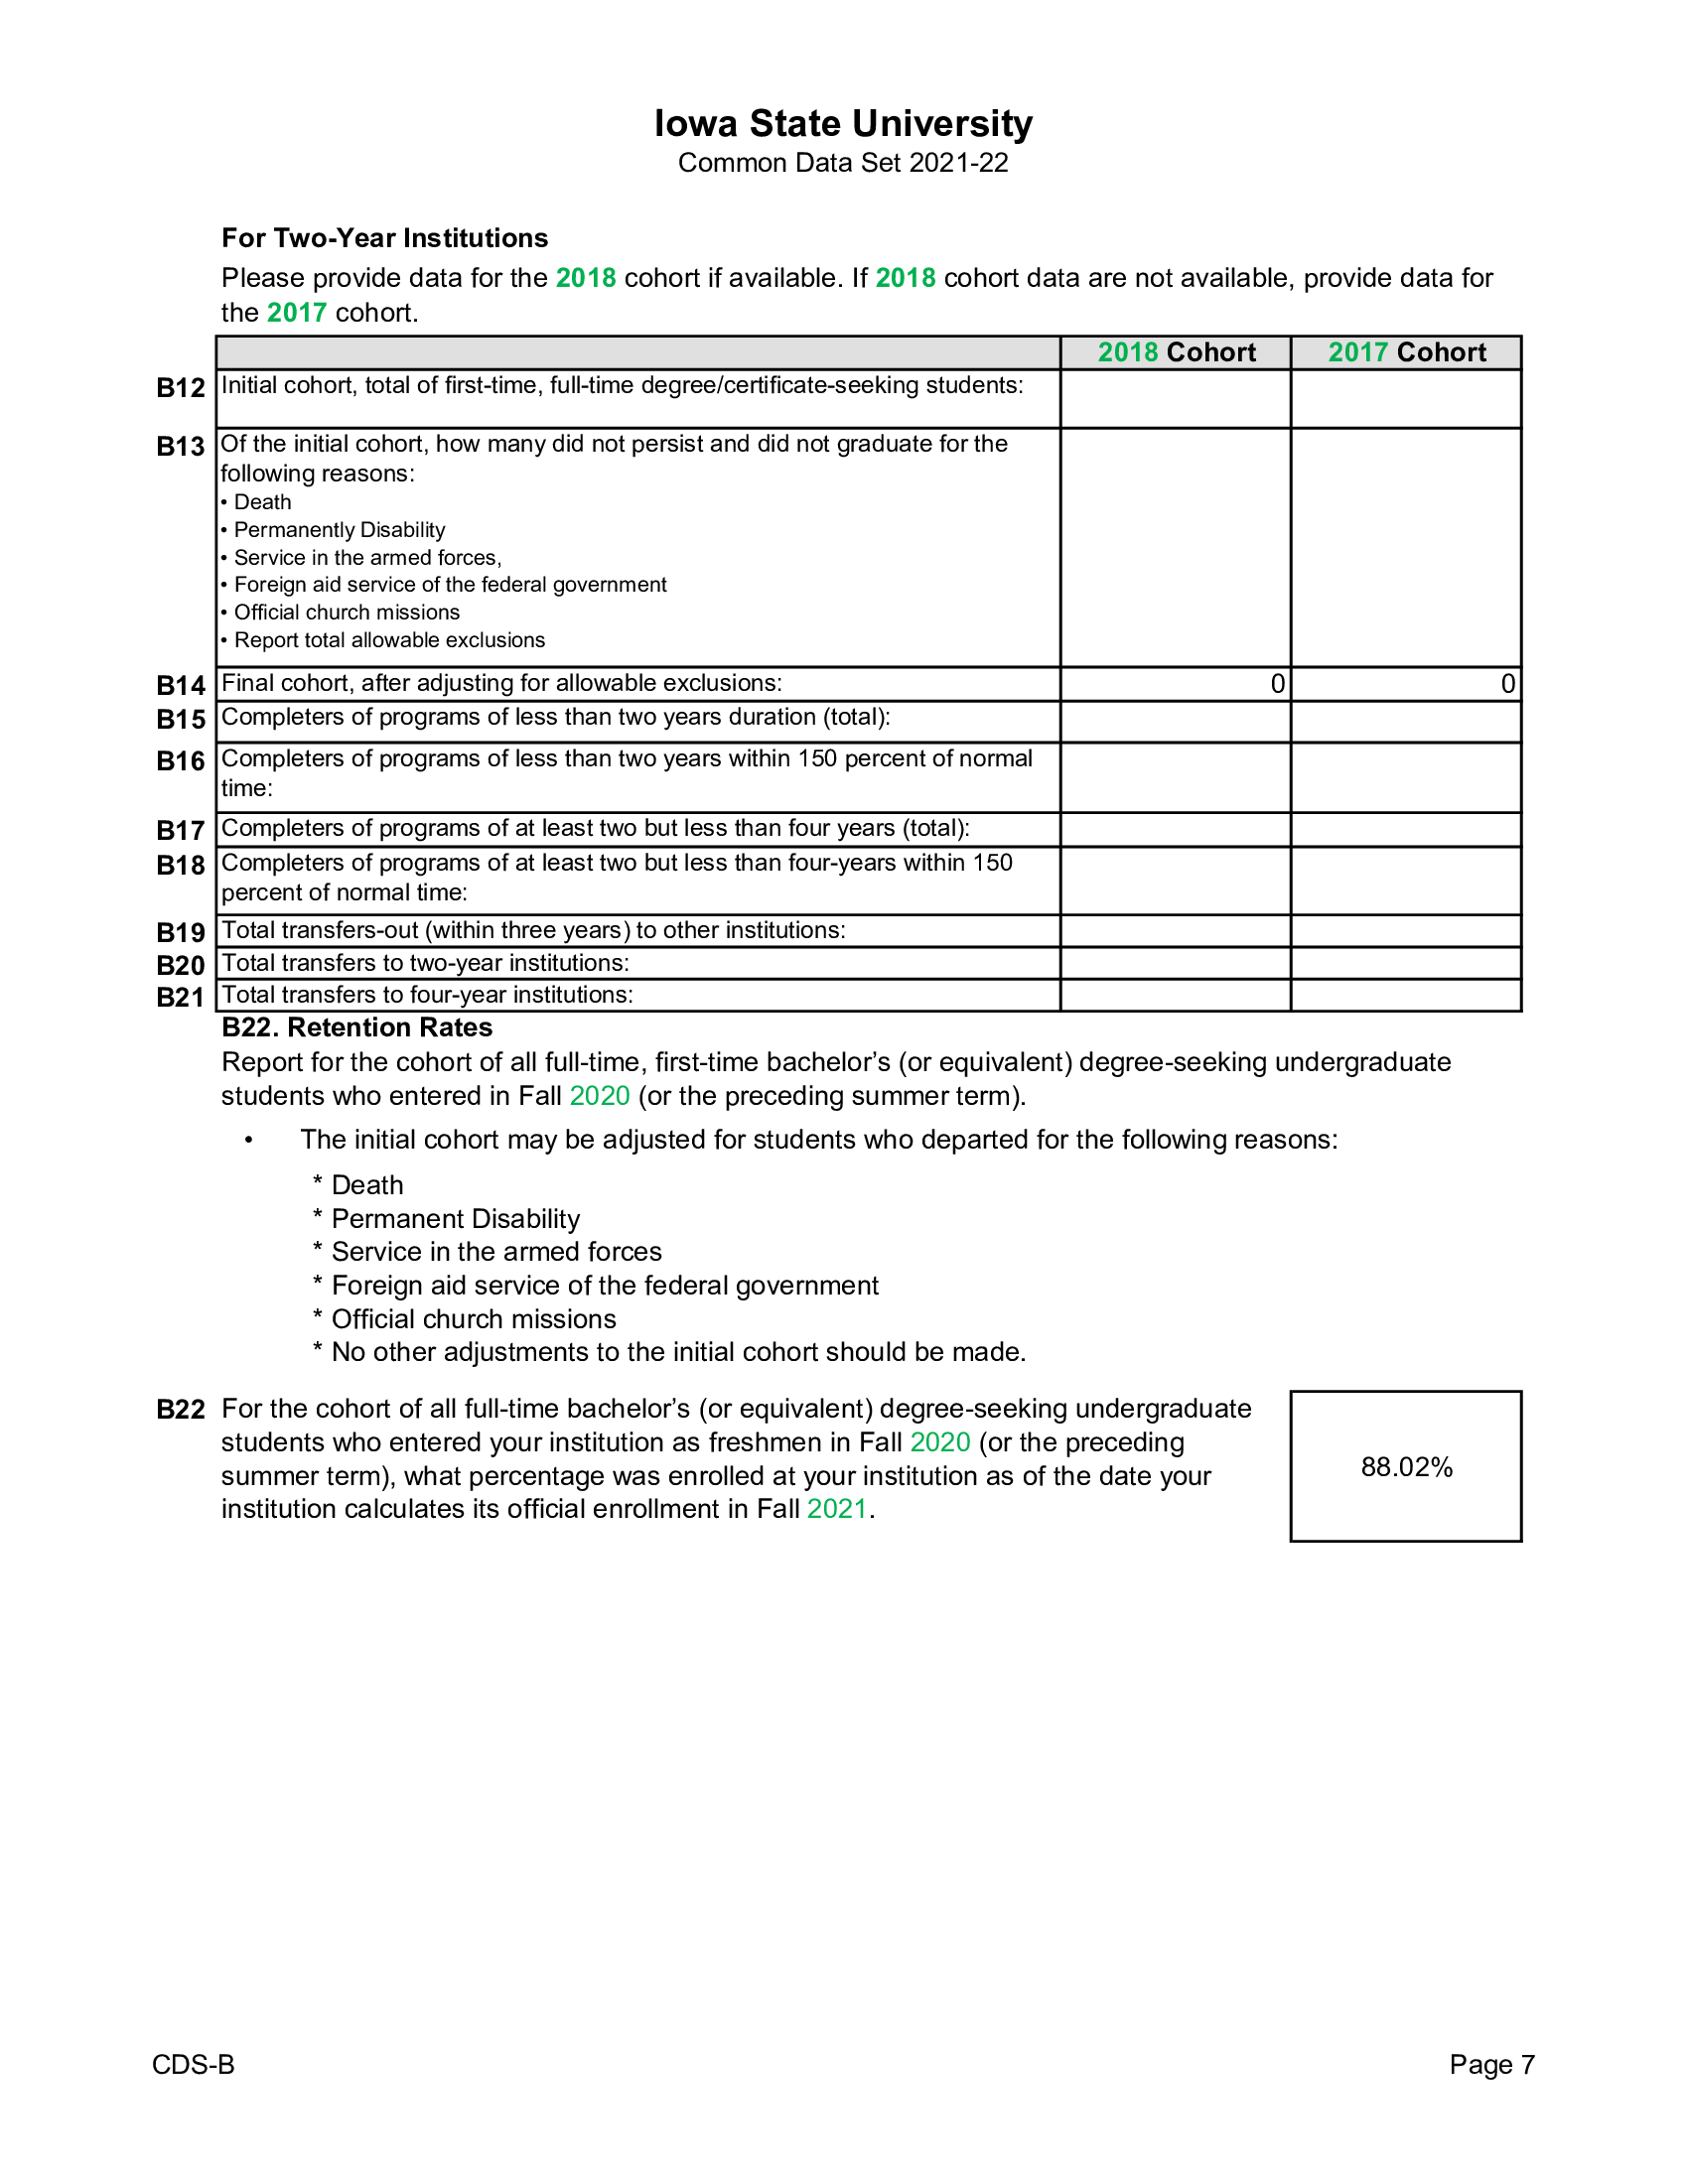 Iowa State University
Common Data Set 2021-22
For Two-Year Institutions
Please provide data for the 2018 cohort if available. If 2018 cohort data are not available, provide data for
the 2017 cohort.
2018 Cohort 2017 Cohort
B12 Initial cohort, total of first-time, full-time degree/certificate-seeking students:
B13 Of the initial cohort, how many did not persist and did not graduate for the
following reasons:
• Death
• Permanently Disability
• Service in the armed forces,
• Foreign aid service of the federal government
• Official church missions
• Report total allowable exclusions
B14 Final cohort, after adjusting for allowable exclusions: 0 0
B15 Completers of programs of less than two years duration (total):
B16 Completers of programs of less than two years within 150 percent of normal
time:
B17 Completers of programs of at least two but less than four years (total):
B18 Completers of programs of at least two but less than four-years within 150
percent of normal time:
B19 Total transfers-out (within three years) to other institutions:
B20 Total transfers to two-year institutions:
B21 Total transfers to four-year institutions:
B22. Retention Rates
Report for the cohort of all full-time, first-time bachelor’s (or equivalent) degree-seeking undergraduate
students who entered in Fall 2020 (or the preceding summer term).
• The initial cohort may be adjusted for students who departed for the following reasons:
* Death
* Permanent Disability
* Service in the armed forces
* Foreign aid service of the federal government
* Official church missions
* No other adjustments to the initial cohort should be made.
B22 For the cohort of all full-time bachelor’s (or equivalent) degree-seeking undergraduate
students who entered your institution as freshmen in Fall 2020 (or the preceding
summer term), what percentage was enrolled at your institution as of the date your
institution calculates its official enrollment in Fall 2021.
88.02%
CDS-B Page 7